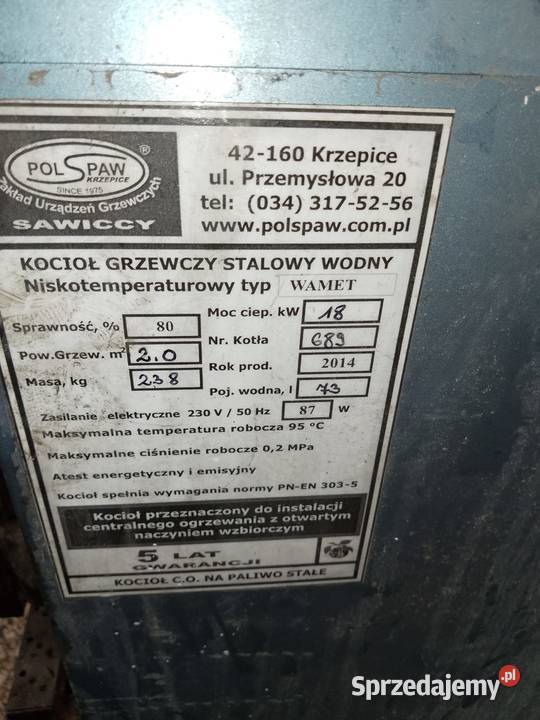 POLSPAW ®
KRZEPICE
SINCE 1975
Zakład Urządzeń Grzewczych
SAWICCY
42-160 Krzepice
ul. Przemysłowa 20
tel: (034) 317-52-56
www.polspaw.com.pl
KOCIOŁ GRZEWCZY STALOWY WODNY
Niskotemperaturowy typ WAMET
Sprawność, % 80
Moc ciep. kW 18
Pow.Grzew. m² 2.0
Nr. Kotła 689
Masa, kg 238
Rok prod. 2014
Poj. wodna, l 73
Zasilanie elektryczne 230 V / 50 Hz 87 W
Maksymalna temperatura robocza 95 °C
Maksymalne ciśnienie robocze 0,2 MPa
Atest energetyczny i emisyjny
Kocioł spełnia wymagania normy PN-EN 303-5
Kocioł przeznaczony do instalacji
centralnego ogrzewania z otwartym
naczyniem wzbiorczym
5 LAT
GWARANCJI
KOCIOŁ C.O. NA PALIWO STAŁE
Sprzedajemy.pl